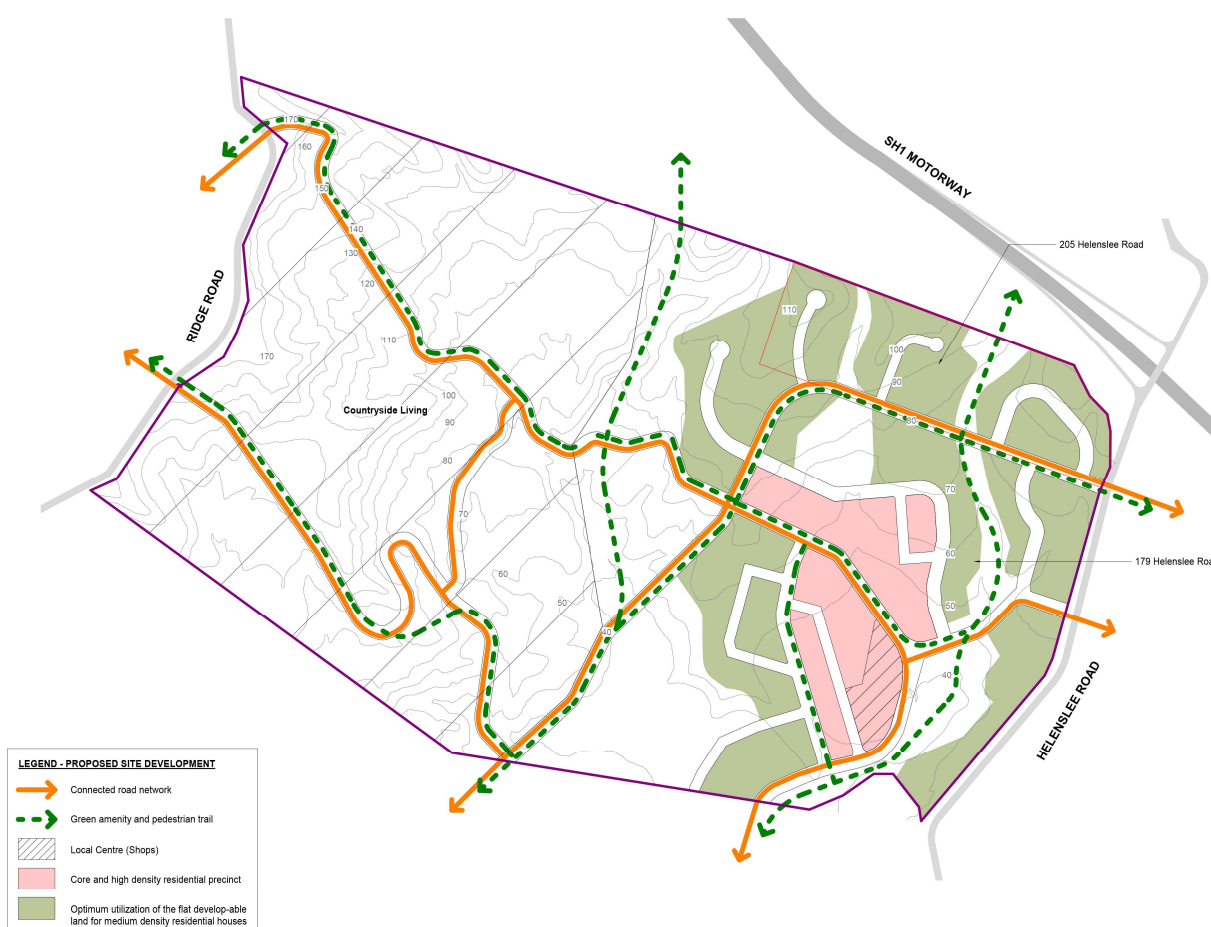 SH1 MOTORWAY
205 Helenslee Road
RIDGE ROAD
Countryside Living
179 Helenslee Roa
HELENSLEE ROAD
170
160
150
140
130
120
110
170
100
90
80
70
60
50
40
110
100
90
80
70
60
50
40
LEGEND - PROPOSED SITE DEVELOPMENT
Connected road network
Green amenity and pedestrian trail
Local Centre (Shops)
Core and high density residential precinct
Optimum utilization of the flat develop-able
land for medium density residential houses